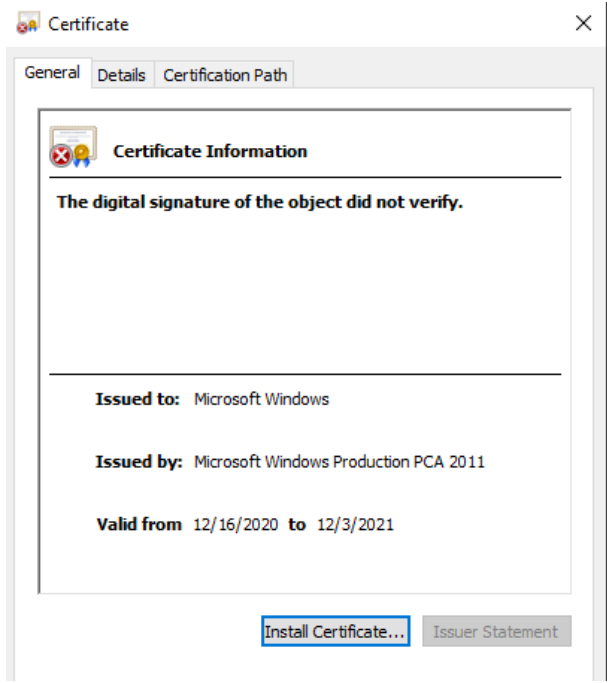 Certificate
General Details Certification Path
Certificate Information
The digital signature of the object did not verify.
Issued to: Microsoft Windows
Issued by: Microsoft Windows Production PCA 2011
Valid from 12/16/2020 to 12/3/2021
Install Certificate... Issuer Statement